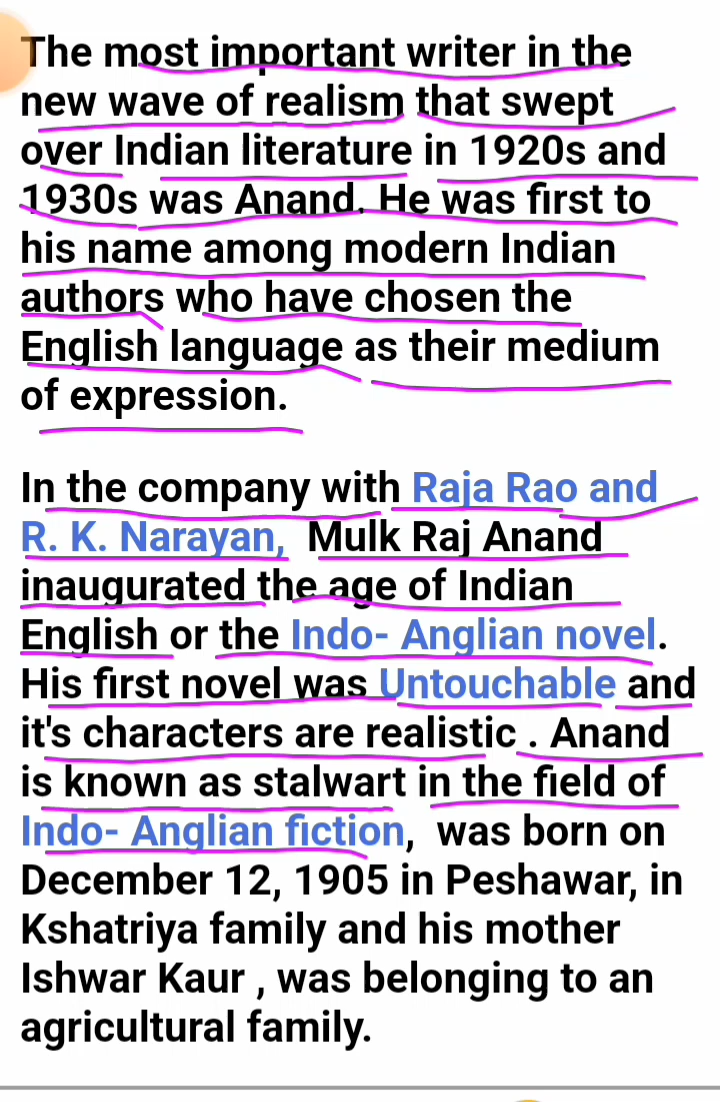 The most important writer in the
new wave of realism that swept
over Indian literature in 1920s and
1930s was Anand. He was first to
his name among modern Indian
authors who have chosen the
English language as their medium
of expression.
In the company with Raja Rao and
R. K. Narayan, Mulk Raj Anand
inaugurated the age of Indian
English or the Indo- Anglian novel.
His first novel was Untouchable and
it's characters are realistic . Anand
is known as stalwart in the field of
Indo- Anglian fiction, was born on
December 12, 1905 in Peshawar, in
Kshatriya family and his mother
Ishwar Kaur , was belonging to an
agricultural family.